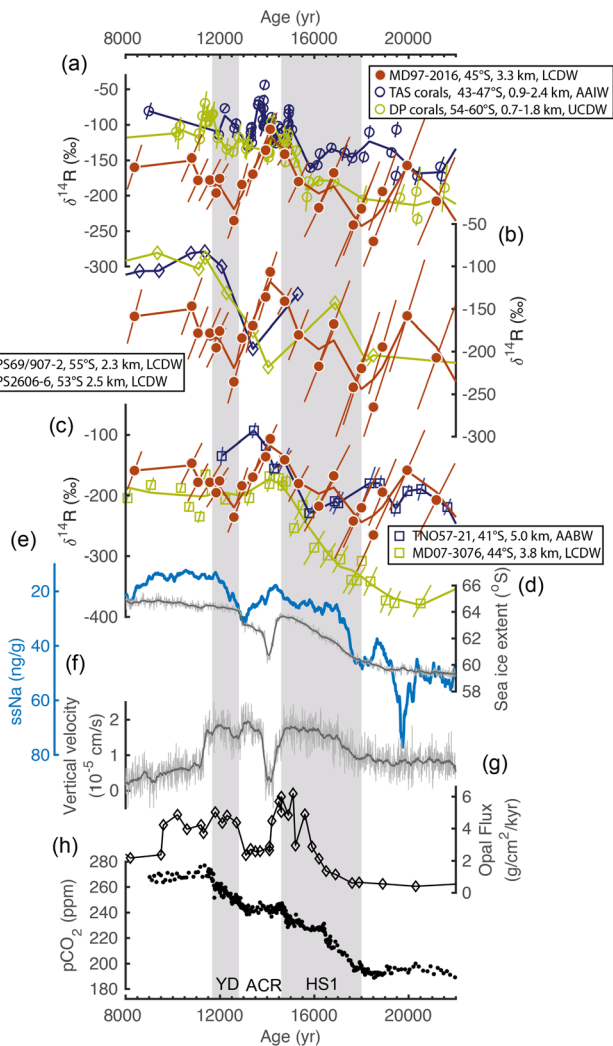 Age (yr)
8000 12000 16000 20000
(a)
MD97-2016, 45°S, 3.3 km, LCDW
TAS corals, 43-47°S, 0.9-2.4 km, AAIW
DP corals, 54-60°S, 0.7-1.8 km, UCDW
-50
-100
-150
-200
-250
-300
δ¹⁴R (‰)
(b)
-50
-100
-150
-200
-250
-300
δ¹⁴R (‰)
PS69/907-2, 55°S, 2.3 km, LCDW
PS2606-6, 53°S 2.5 km, LCDW
(c)
-100
-200
-300
-400
δ¹⁴R (‰)
TNO57-21, 41°S, 5.0 km, AABW
MD07-3076, 44°S, 3.8 km, LCDW
(d)
(e)
20
40
60
80
ssNa (ng/g)
66
64
62
60
58
Sea ice extent (°S)
(f)
2
1
0
Vertical velocity
(10⁻⁵ cm/s)
(g)
6
4
2
0
Opal Flux
(g/cm²/kyr)
(h)
280
260
240
220
200
180
pCO₂ (ppm)
YD ACR HS1
8000 12000 16000 20000
Age (yr)